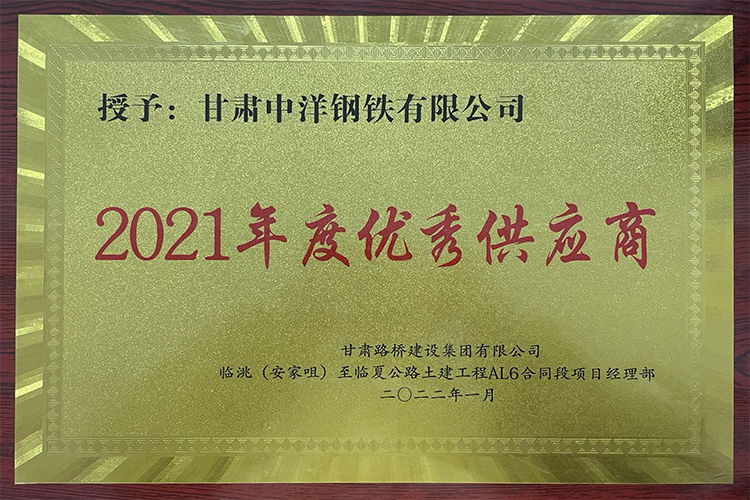 授予：甘肃中洋钢铁有限公司
2021年度优秀供应商
甘肃路桥建设集团有限公司
临洮（安家咀）至临夏公路土建工程AL6合同段项目经理部
二〇二二年一月